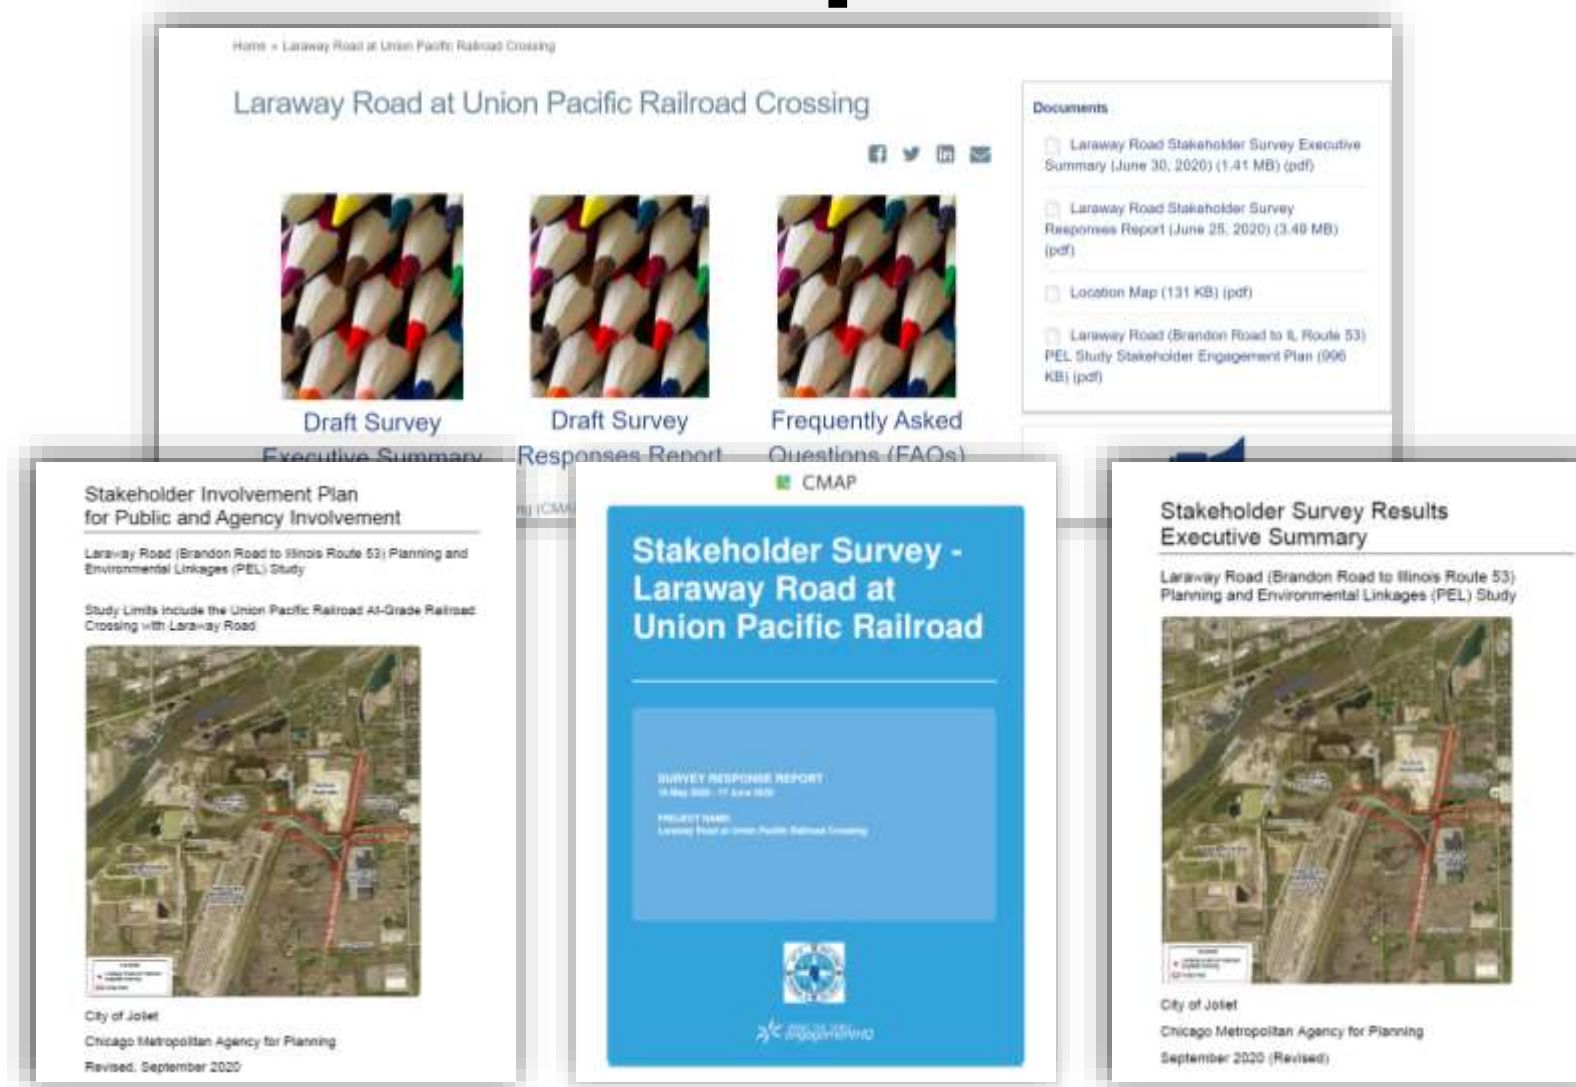 Home » Laraway Road at Union Pacific Railroad Crossing
Laraway Road at Union Pacific Railroad Crossing
Draft Survey
Executive Summary
Draft Survey
Responses Report
Frequently Asked
Questions (FAQs)
Documents
Laraway Road Stakeholder Survey Executive
Summary (June 30, 2020) (1.41 MB) (pdf)
Laraway Road Stakeholder Survey
Responses Report (June 25, 2020) (3.49 MB)
(pdf)
Location Map (131 KB) (pdf)
Laraway Road (Brandon Road to IL Route 53)
PEL Study Stakeholder Engagement Plan (996
KB) (pdf)
Stakeholder Involvement Plan
for Public and Agency Involvement
Laraway Road (Brandon Road to Illinois Route 53) Planning and
Environmental Linkages (PEL) Study
Study Limits include the Union Pacific Railroad At-Grade Railroad
Crossing with Laraway Road
City of Joliet
Chicago Metropolitan Agency for Planning
Revised, September 2020
CMAP
Stakeholder Survey -
Laraway Road at
Union Pacific Railroad
SURVEY RESPONSE REPORT
PROJECT NAME:
Laraway Road at Union Pacific Railroad Crossing
EngagementHQ
Stakeholder Survey Results
Executive Summary
Laraway Road (Brandon Road to Illinois Route 53)
Planning and Environmental Linkages (PEL) Study
City of Joliet
Chicago Metropolitan Agency for Planning
September 2020 (Revised)